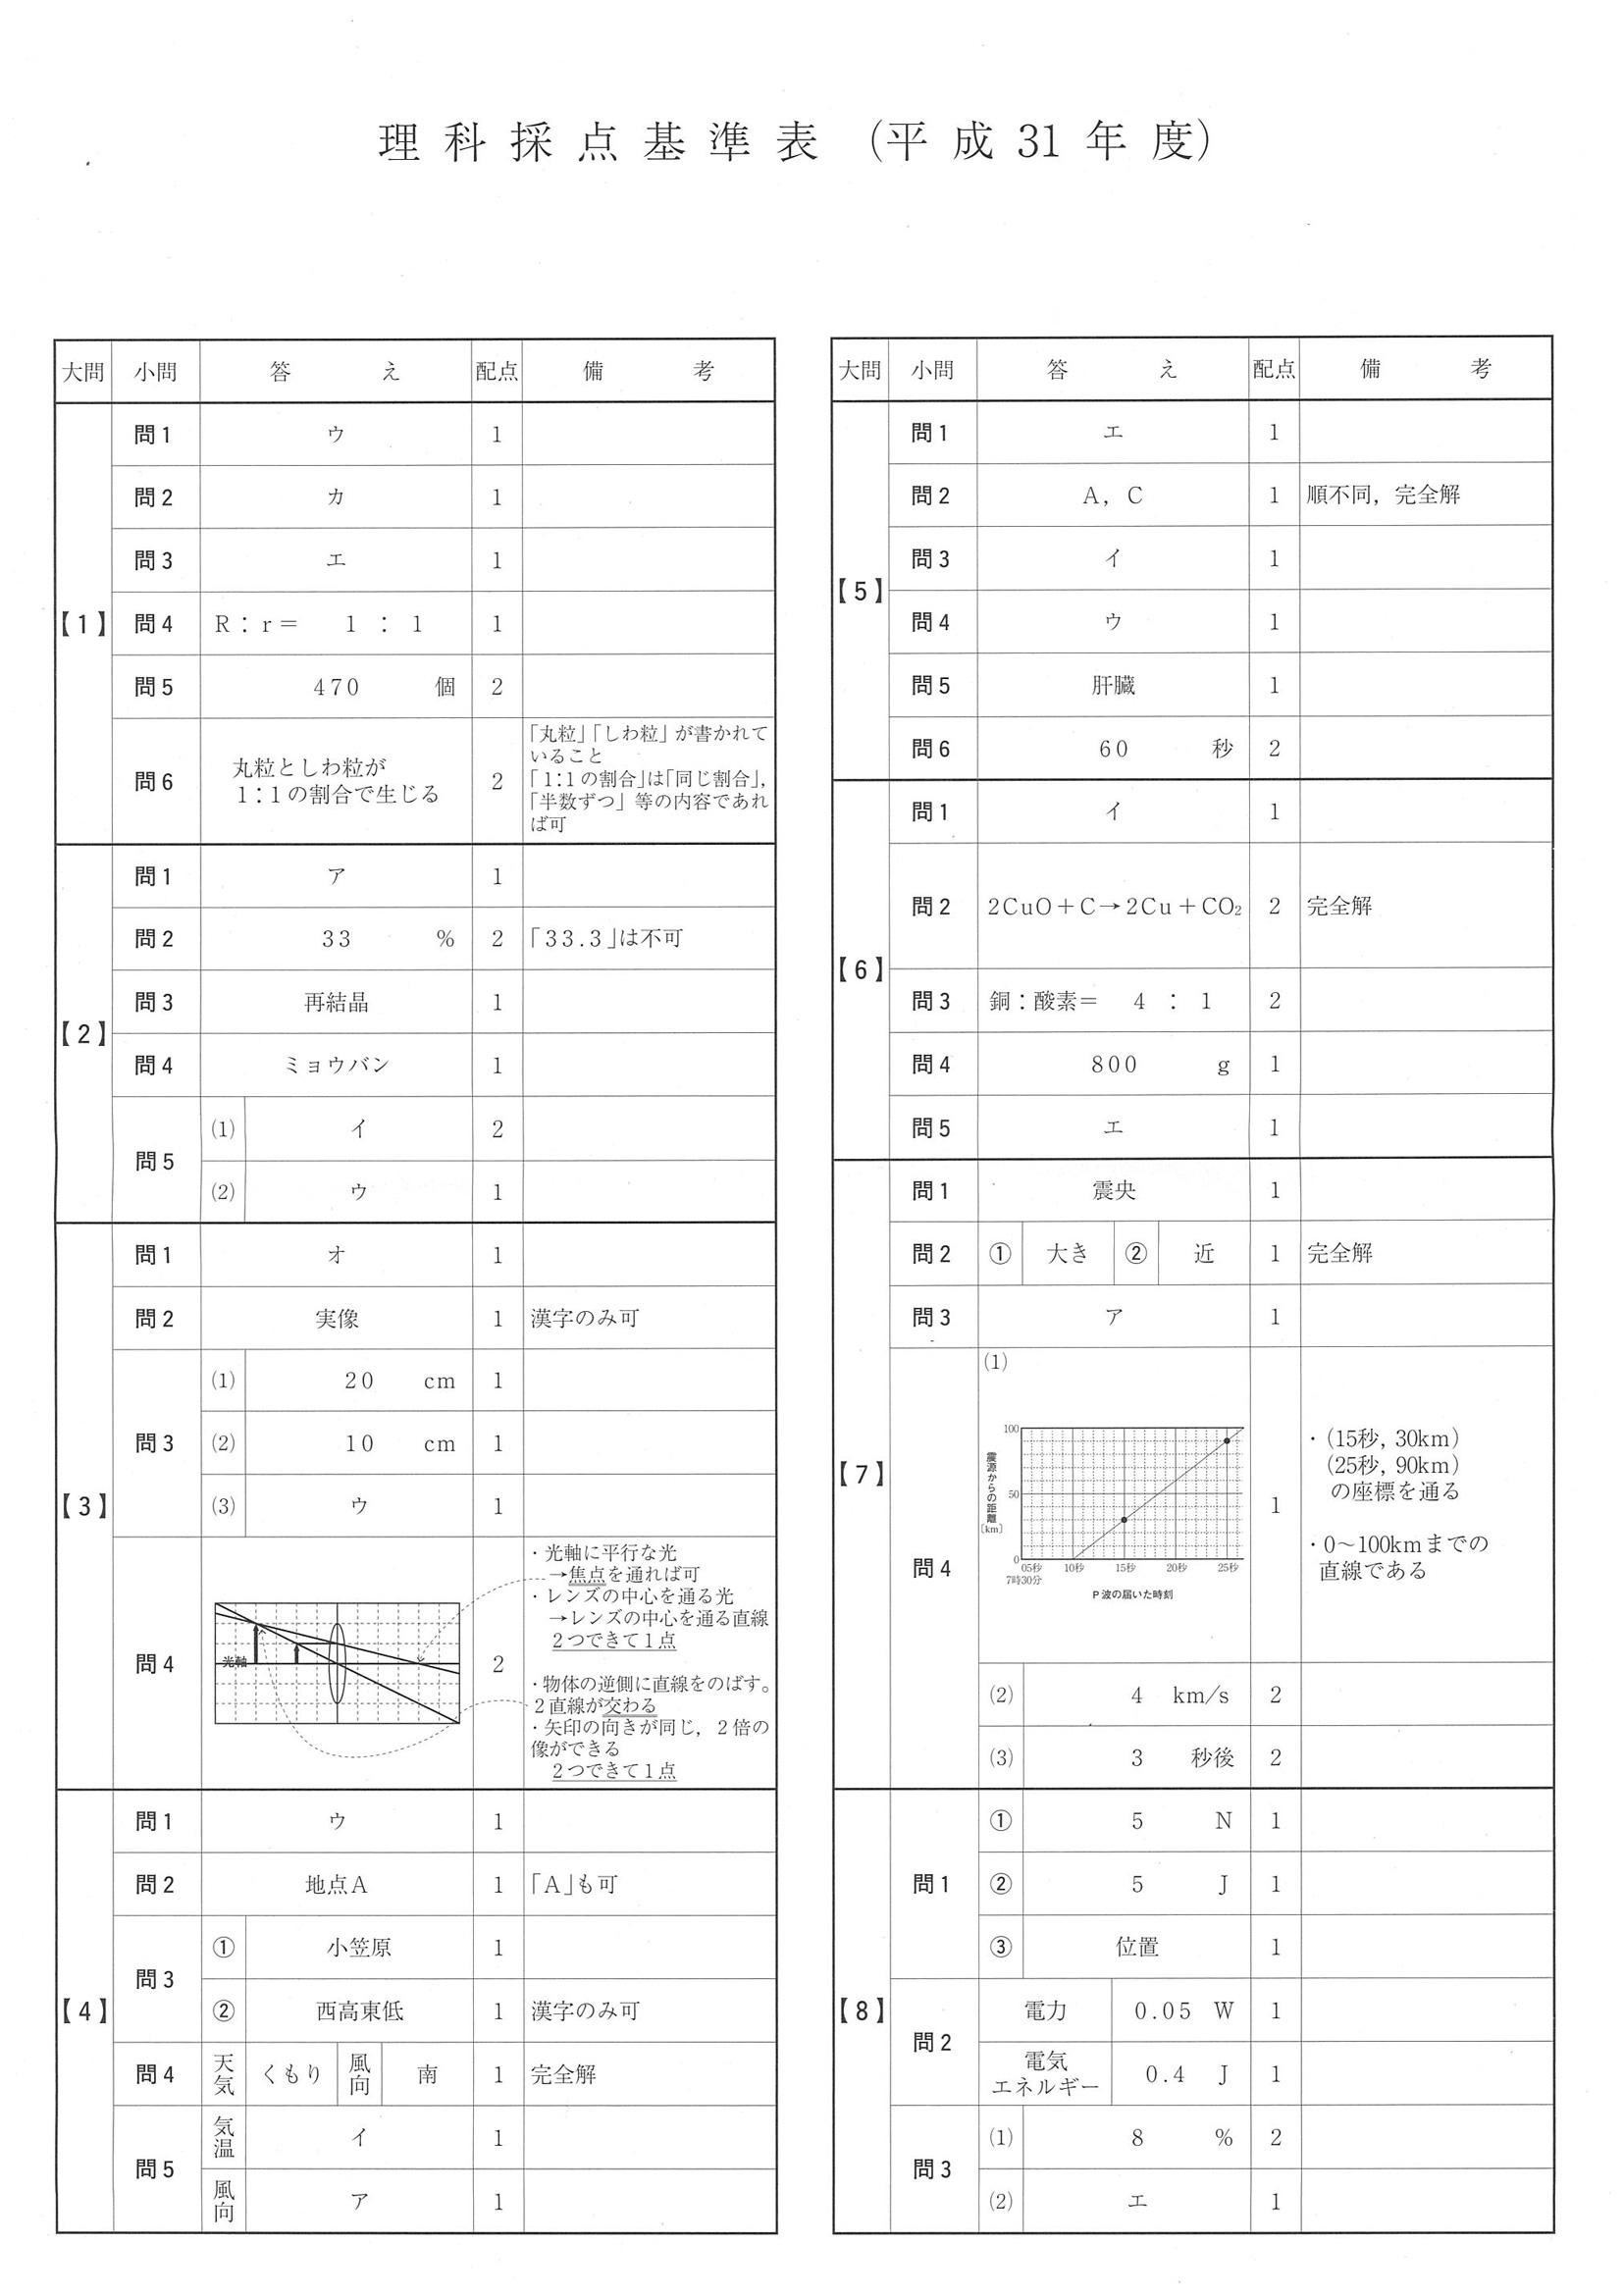 理科採点基準表（平成31年度）
大問 小問 答え 配点 備考
【1】
問1 ウ 1
問2 カ 1
問3 エ 1
問4 R：r＝ 1 ： 1 1
問5 470 個 2
問6 丸粒としわ粒が
1：1の割合で生じる 2
「丸粒」「しわ粒」が書かれて
いること
「1：1の割合」は「同じ割合」,
「半数ずつ」等の内容であれ
ば可
【2】
問1 ア 1
問2 33 % 2 「33.3」は不可
問3 再結晶 1
問4 ミョウバン 1
問5 (1) イ 2
(2) ウ 1
【3】
問1 オ 1
問2 実像 1 漢字のみ可
問3 (1) 20 cm 1
(2) 10 cm 1
(3) ウ 1
問4 光軸 2
・光軸に平行な光
→焦点を通れば可
・レンズの中心を通る光
→レンズの中心を通る直線
2つできて1点
・物体の逆側に直線をのばす。
2直線が交わる
・矢印の向きが同じ，2倍の
像ができる
2つできて1点
【4】
問1 ウ 1
問2 地点A 1 「A」も可
問3 ① 小笠原 1
② 西高東低 1 漢字のみ可
問4 天気 くもり 風向 南 1 完全解
問5 気温 イ 1
風向 ア 1
大問 小問 答え 配点 備考
【5】
問1 エ 1
問2 A，C 1 順不同，完全解
問3 イ 1
問4 ウ 1
問5 肝臓 1
問6 60 秒 2
【6】
問1 イ 1
問2 2CuO＋C→2Cu＋CO₂ 2 完全解
問3 銅：酸素＝ 4 ： 1 2
問4 800 g 1
問5 エ 1
【7】
問1 震央 1
問2 ① 大き ② 近 1 完全解
問3 ア 1
問4 (1)
100
50
0
震源からの距離
[km]
05秒 10秒 15秒 20秒 25秒
7時30分
P波の届いた時刻
1
・(15秒, 30km)
(25秒, 90km)
の座標を通る
・0～100kmまでの
直線である
(2) 4 km/s 2
(3) 3 秒後 2
【8】
問1 ① 5 N 1
② 5 J 1
③ 位置 1
問2 電力 0.05 W 1
電気
エネルギー 0.4 J 1
問3 (1) 8 % 2
(2) エ 1